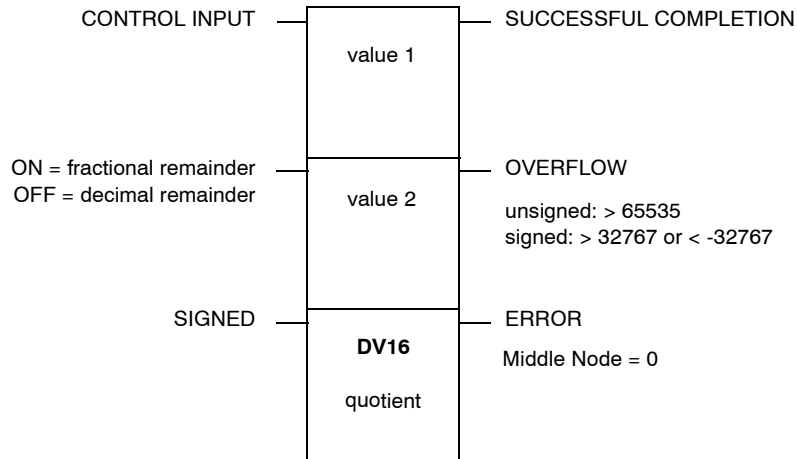 CONTROL INPUT
value 1
SUCCESSFUL COMPLETION
ON = fractional remainder
OFF = decimal remainder
value 2
OVERFLOW
unsigned: > 65535
signed: > 32767 or < -32767
SIGNED
DV16
quotient
ERROR
Middle Node = 0